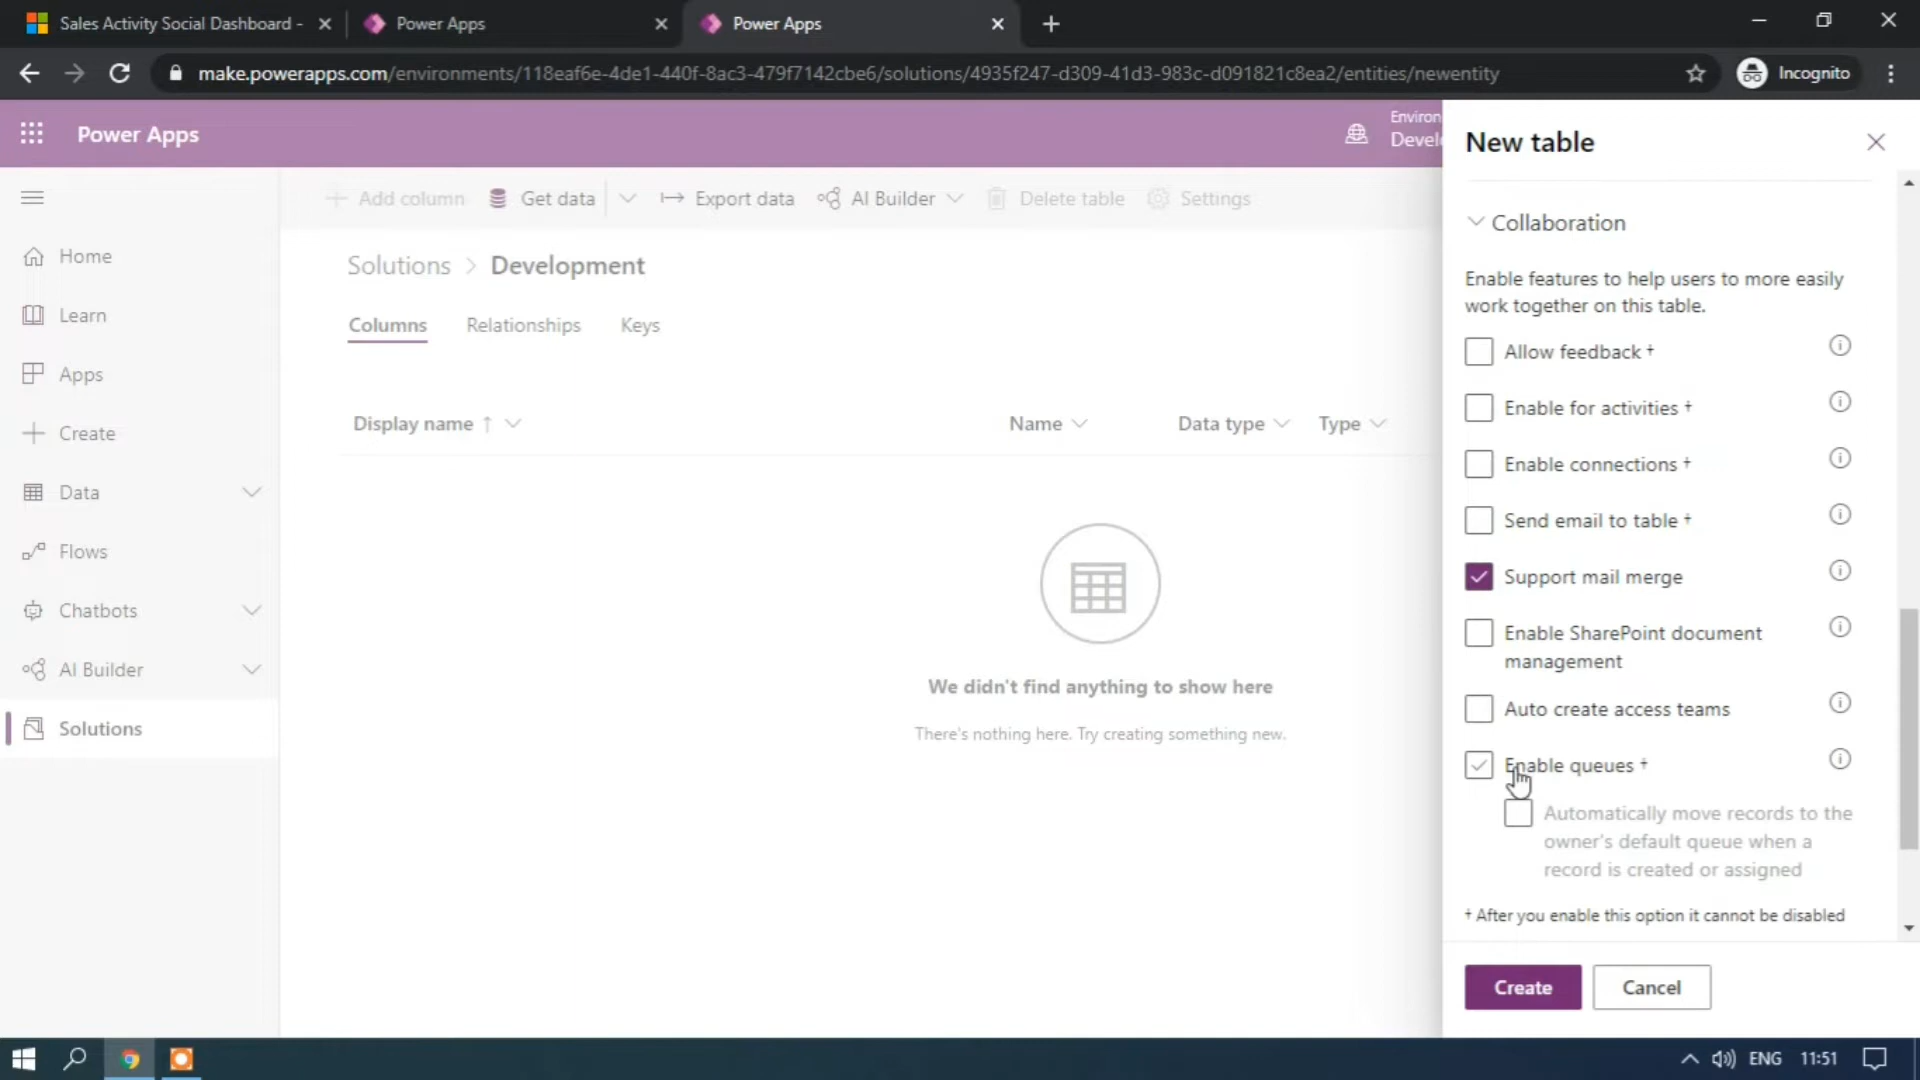 Sales Activity Social Dashboard -
Power Apps
Power Apps
make.powerapps.com/environments/118eaf6e-4de1-440f-8ac3-479f7142cbe6/solutions/4935f247-d309-41d3-983c-d091821c8ea2/entities/newentity
Incognito
Power Apps
Environ
Develo
New table
Add column
Get data
Export data
AI Builder
Delete table
Settings
Home
Learn
Apps
Create
Data
Flows
Chatbots
AI Builder
Solutions
Solutions > Development
Columns
Relationships
Keys
Display name ↑
Name
Data type
Type
We didn't find anything to show here
There's nothing here. Try creating something new.
Collaboration
Enable features to help users to more easily
work together on this table.
Allow feedback †
Enable for activities †
Enable connections †
Send email to table †
Support mail merge
Enable SharePoint document
management
Auto create access teams
Enable queues †
Automatically move records to the
owner's default queue when a
record is created or assigned
† After you enable this option it cannot be disabled
Create
Cancel
ENG
11:51